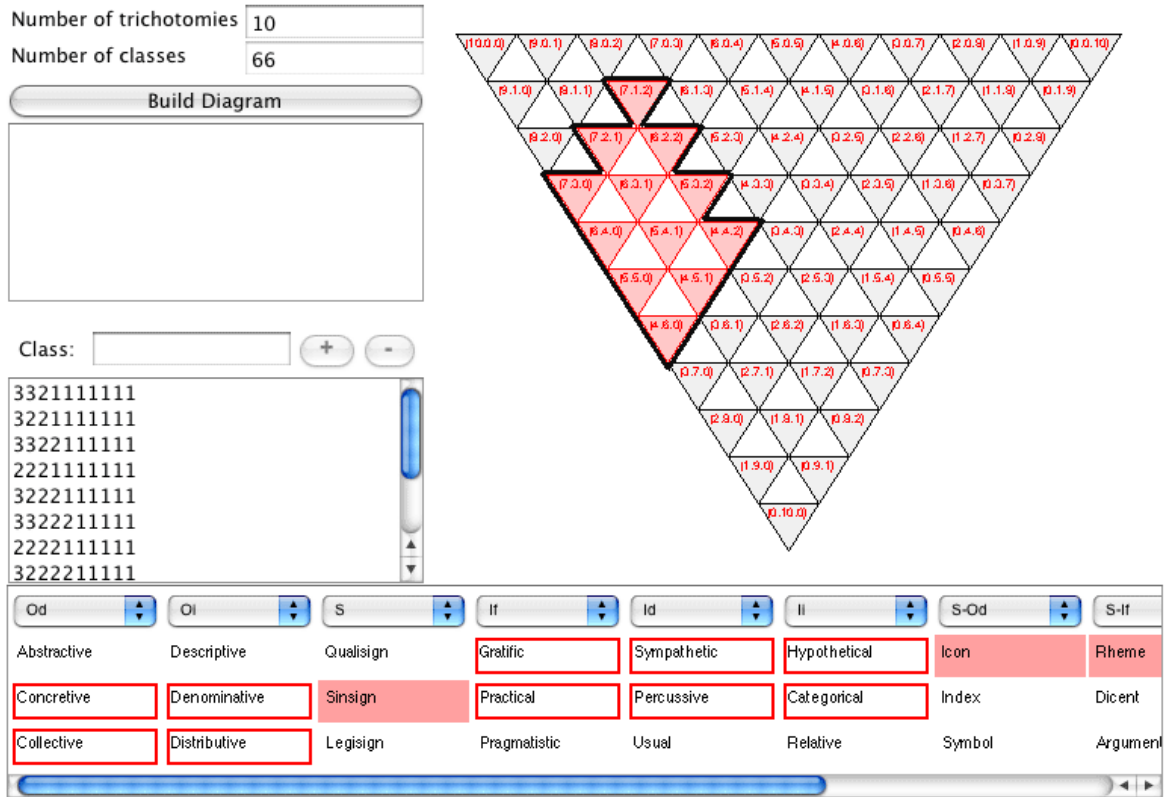 Number of trichotomies 10
Number of classes 66
Build Diagram
Class: + -
3321111111
3221111111
3322111111
2221111111
3222111111
3322211111
2222111111
3222211111
(10.0.0) (9.0.1) (8.0.2) (7.0.3) (6.0.4) (5.0.5) (4.0.6) (3.0.7) (2.0.8) (1.0.9) (0.0.10)
(9.1.0) (8.1.1) (7.1.2) (6.1.3) (5.1.4) (4.1.5) (3.1.6) (2.1.7) (1.1.8) (0.1.9)
(8.2.0) (7.2.1) (6.2.2) (5.2.3) (4.2.4) (3.2.5) (2.2.6) (1.2.7) (0.2.8)
(7.3.0) (6.3.1) (5.3.2) (4.3.3) (3.3.4) (2.3.5) (1.3.6) (0.3.7)
(6.4.0) (5.4.1) (4.4.2) (3.4.3) (2.4.4) (1.4.5) (0.4.6)
(5.5.0) (4.5.1) (3.5.2) (2.5.3) (1.5.4) (0.5.5)
(4.6.0) (3.6.1) (2.6.2) (1.6.3) (0.6.4)
(3.7.0) (2.7.1) (1.7.2) (0.7.3)
(2.8.0) (1.8.1) (0.8.2)
(1.9.0) (0.9.1)
(0.10.0)
Od Oi S If Id Ii S-Od S-If
Abstractive Descriptive Qualisign Gratific Sympathetic Hypothetical Icon Rheme
Concretive Denominative Sinsign Practical Percussive Categorical Index Dicent
Collective Distributive Legisign Pragmatistic Usual Relative Symbol Argument